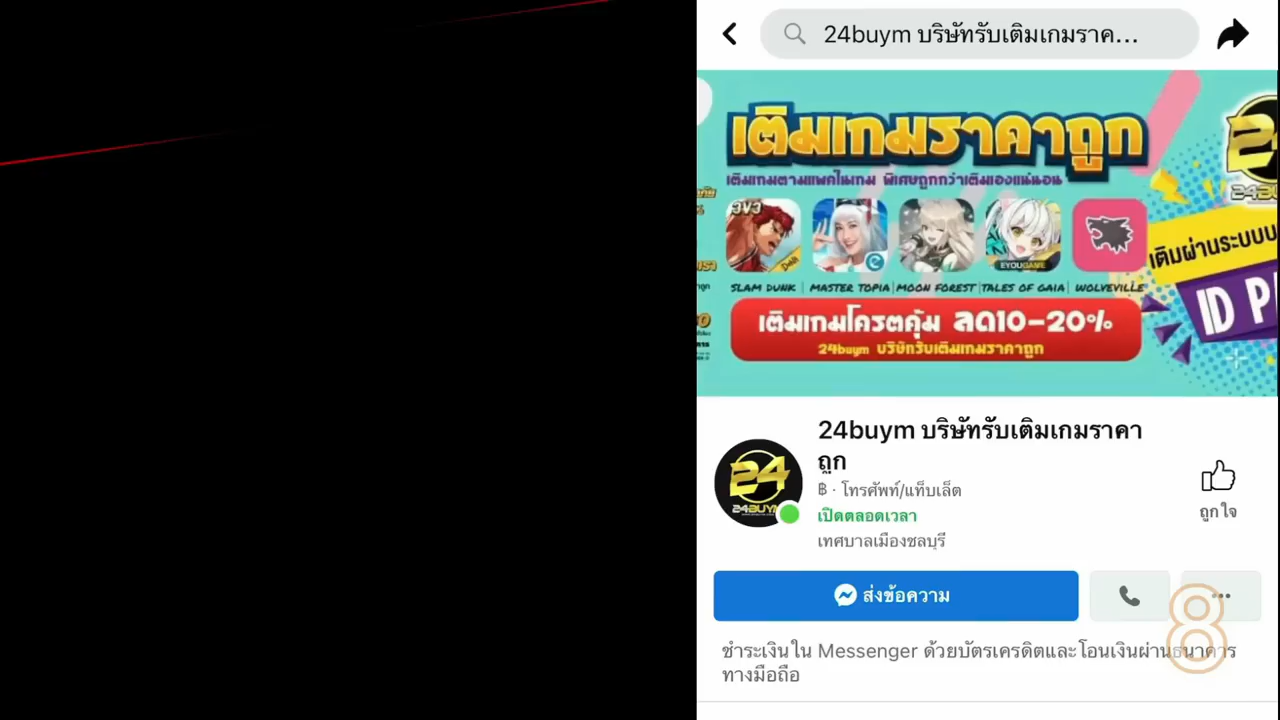 24buym บริษัทรับเติมเกมราค...
เติมเกมราคาถูก
เติมเกมตามแพคในเกม พิเศษถูกกว่าเติมเองแน่นอน
24
3V3
EYOUGAME
เติมผ่านระบบ
SLAM DUNK | MASTER TOPIA | MOON FOREST | TALES OF GAIA | WOLVEVILLE
ID P
เติมเกมโครตคุ้ม ลด10-20%
24buym บริษัทรับเติมเกมราคาถูก
24buym บริษัทรับเติมเกมราคา
ถูก
฿ · โทรศัพท์/แท็บเล็ต
24
24BUYM
เปิดตลอดเวลา
ถูกใจ
เทศบาลเมืองชลบุรี
ส่งข้อความ
8
ชำระเงินใน Messenger ด้วยบัตรเครดิตและโอนเงินผ่านธนาคาร
ทางมือถือ